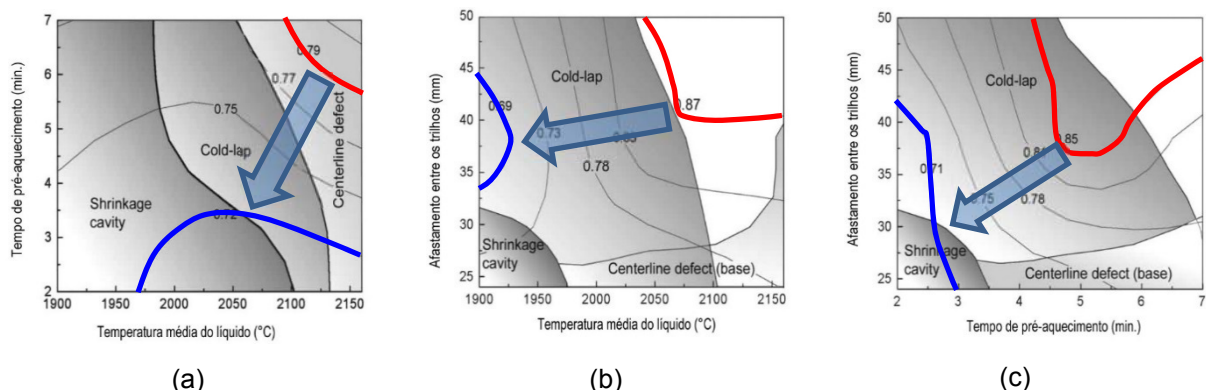 7
6
5
4
3
2
1900
1950
2000
2050
2100
2150
Tempo de pré-aquecimento (min.)
Temperatura média do líquido (°C)
0.79
0.77
0.75
0.72
Cold-lap
Shrinkage
cavity
Centerline defect
(a)
50
45
40
35
30
25
1900
1950
2000
2050
2100
2150
Afastamento entre os trilhos (mm)
Temperatura média do líquido (°C)
Cold-lap
0.69
0.73
0.78
0.87
Shrinkage
cavity
Centerline defect (base)
(b)
50
45
40
35
30
25
2
3
4
5
6
7
Afastamento entre os trilhos (mm)
Tempo de pré-aquecimento (min.)
Cold-lap
0.71
0.75
0.78
0.85
Shrinkage
cavity
Centerline defect (base)
(c)